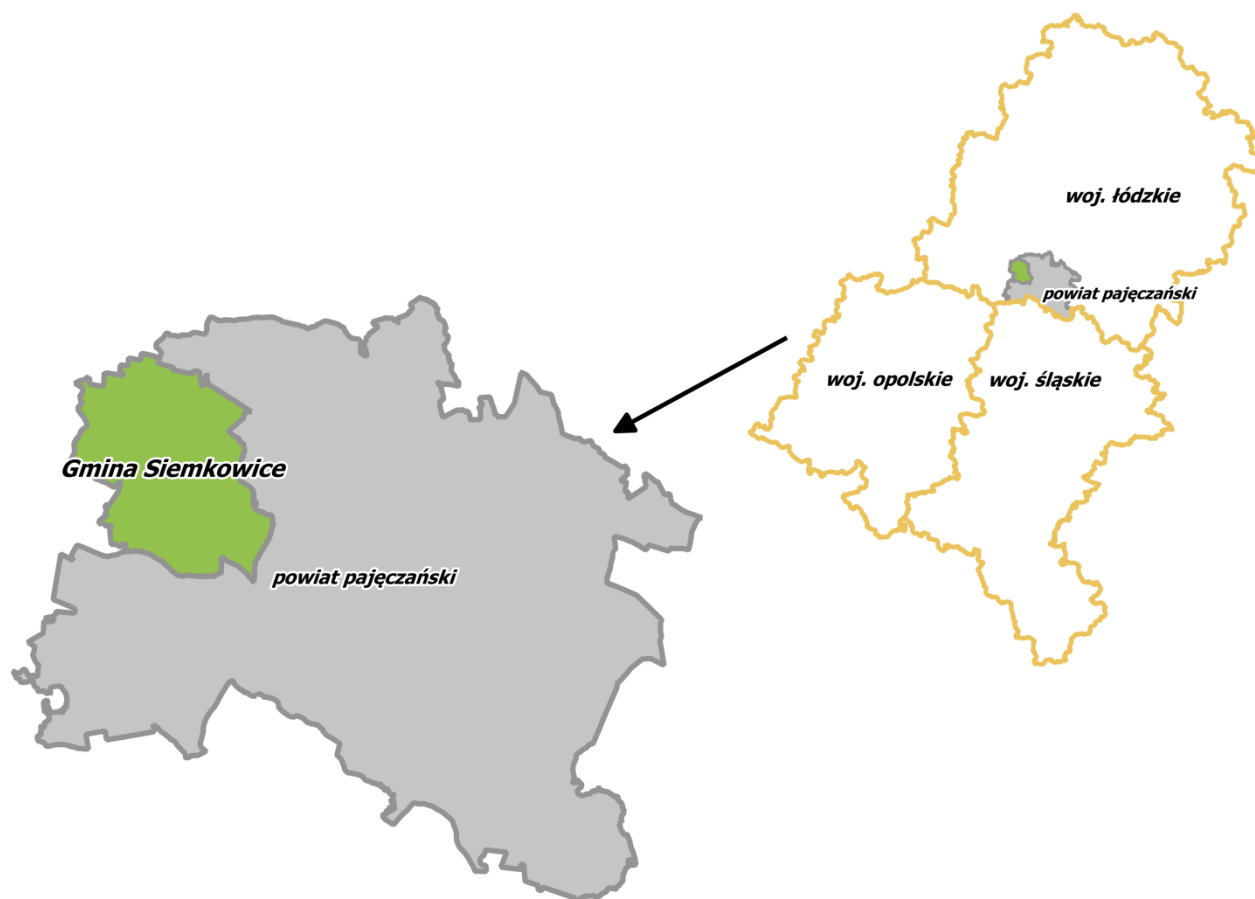 woj. łódzkie
powiat pajęczański
woj. opolskie
woj. śląskie
Gmina Siemkowice
powiat pajęczański